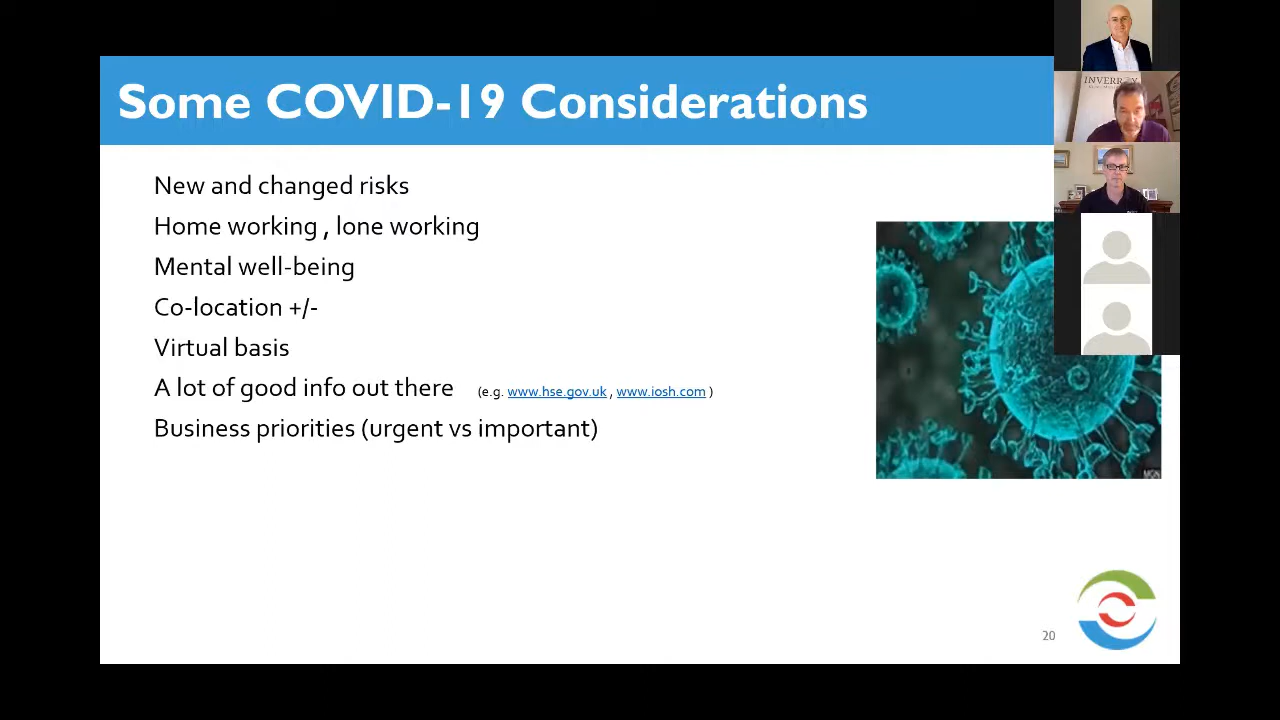 Some COVID-19 Considerations
New and changed risks
Home working , lone working
Mental well-being
Co-location +/-
Virtual basis
A lot of good info out there (e.g. www.hse.gov.uk , www.iosh.com )
Business priorities (urgent vs important)
20